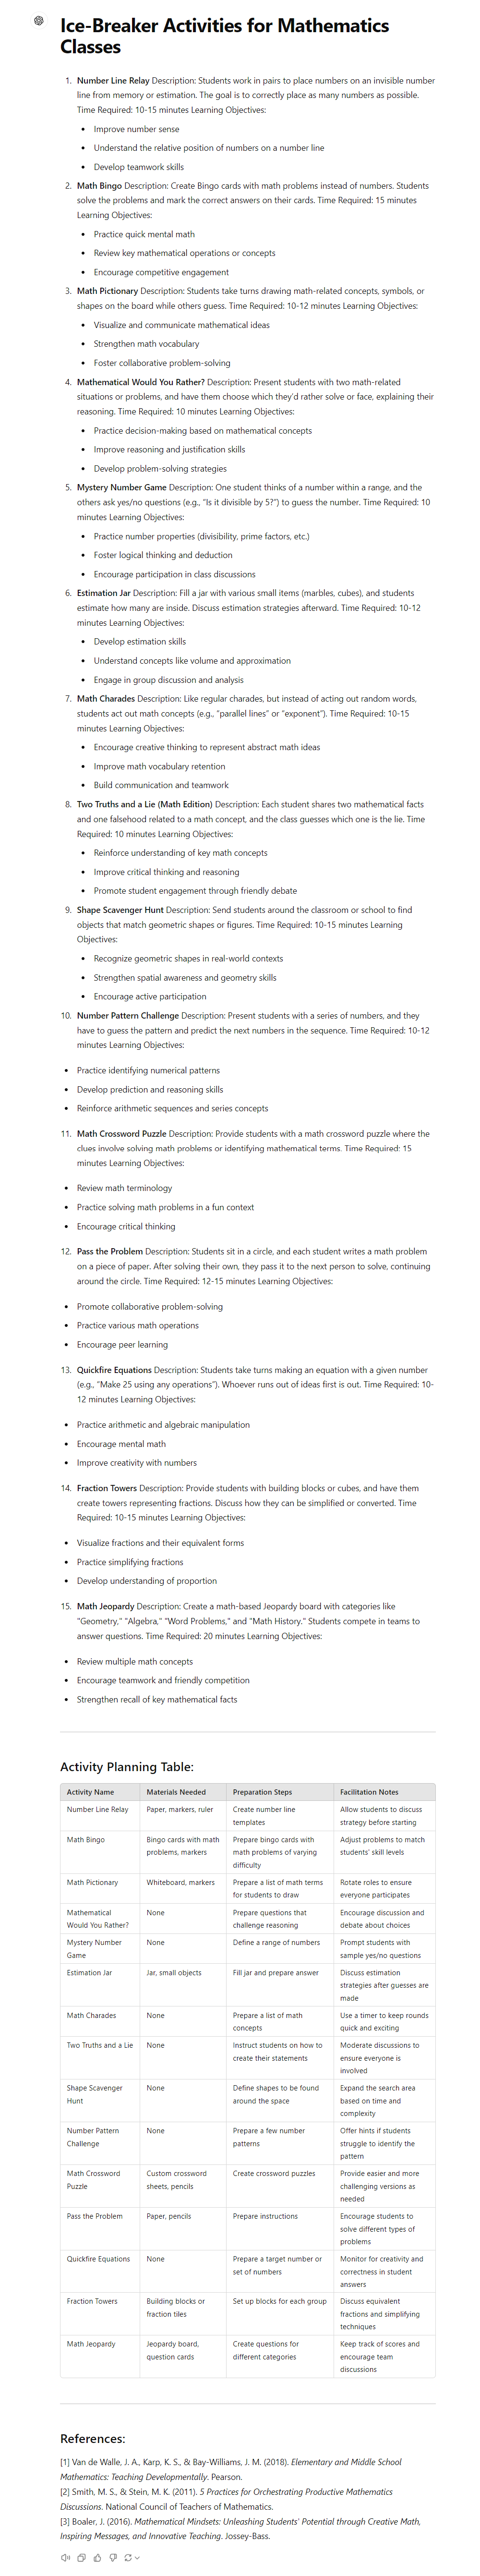 Ice-Breaker Activities for Mathematics
Classes
1. Number Line Relay Description: Students work in pairs to place numbers on an invisible number
line from memory or estimation. The goal is to correctly place as many numbers as possible.
Time Required: 10-15 minutes Learning Objectives:
• Improve number sense
• Understand the relative position of numbers on a number line
• Develop teamwork skills
2. Math Bingo Description: Create Bingo cards with math problems instead of numbers. Students
solve the problems and mark the correct answers on their cards. Time Required: 15 minutes
Learning Objectives:
• Practice quick mental math
• Review key mathematical operations or concepts
• Encourage competitive engagement
3. Math Pictionary Description: Students take turns drawing math-related concepts, symbols, or
shapes on the board while others guess. Time Required: 10-12 minutes Learning Objectives:
• Visualize and communicate mathematical ideas
• Strengthen math vocabulary
• Foster collaborative problem-solving
4. Mathematical Would You Rather? Description: Present students with two math-related
situations or problems, and have them choose which they'd rather solve or face, explaining their
reasoning. Time Required: 10 minutes Learning Objectives:
• Practice decision-making based on mathematical concepts
• Improve reasoning and justification skills
• Develop problem-solving strategies
5. Mystery Number Game Description: One student thinks of a number within a range, and the
others ask yes/no questions (e.g., "Is it divisible by 5?") to guess the number. Time Required: 10
minutes Learning Objectives:
• Practice number properties (divisibility, prime factors, etc.)
• Foster logical thinking and deduction
• Encourage participation in class discussions
6. Estimation Jar Description: Fill a jar with various small items (marbles, cubes), and students
estimate how many are inside. Discuss estimation strategies afterward. Time Required: 10-12
minutes Learning Objectives:
• Develop estimation skills
• Understand concepts like volume and approximation
• Engage in group discussion and analysis
7. Math Charades Description: Like regular charades, but instead of acting out random words,
students act out math concepts (e.g., "parallel lines" or "exponent"). Time Required: 10-15
minutes Learning Objectives:
• Encourage creative thinking to represent abstract math ideas
• Improve math vocabulary retention
• Build communication and teamwork
8. Two Truths and a Lie (Math Edition) Description: Each student shares two mathematical facts
and one falsehood related to a math concept, and the class guesses which one is the lie. Time
Required: 10 minutes Learning Objectives:
• Reinforce understanding of key math concepts
• Improve critical thinking and reasoning
• Promote student engagement through friendly debate
9. Shape Scavenger Hunt Description: Send students around the classroom or school to find
objects that match geometric shapes or figures. Time Required: 10-15 minutes Learning
Objectives:
• Recognize geometric shapes in real-world contexts
• Strengthen spatial awareness and geometry skills
• Encourage active participation
10. Number Pattern Challenge Description: Present students with a series of numbers, and they
have to guess the pattern and predict the next numbers in the sequence. Time Required: 10-12
minutes Learning Objectives:
• Practice identifying numerical patterns
• Develop prediction and reasoning skills
• Reinforce arithmetic sequences and series concepts
11. Math Crossword Puzzle Description: Provide students with a math crossword puzzle where the
clues involve solving math problems or identifying mathematical terms. Time Required: 15
minutes Learning Objectives:
• Review math terminology
• Practice solving math problems in a fun context
• Encourage critical thinking
12. Pass the Problem Description: Students sit in a circle, and each student writes a math problem
on a piece of paper. After solving their own, they pass it to the next person to solve, continuing
around the circle. Time Required: 12-15 minutes Learning Objectives:
• Promote collaborative problem-solving
• Practice various math operations
• Encourage peer learning
13. Quickfire Equations Description: Students take turns making an equation with a given number
(e.g., "Make 25 using any operations"). Whoever runs out of ideas first is out. Time Required: 10-
12 minutes Learning Objectives:
• Practice arithmetic and algebraic manipulation
• Encourage mental math
• Improve creativity with numbers
14. Fraction Towers Description: Provide students with building blocks or cubes, and have them
create towers representing fractions. Discuss how they can be simplified or converted. Time
Required: 10-15 minutes Learning Objectives:
• Visualize fractions and their equivalent forms
• Practice simplifying fractions
• Develop understanding of proportion
15. Math Jeopardy Description: Create a math-based Jeopardy board with categories like
"Geometry," "Algebra," "Word Problems," and "Math History." Students compete in teams to
answer questions. Time Required: 20 minutes Learning Objectives:
• Review multiple math concepts
• Encourage teamwork and friendly competition
• Strengthen recall of key mathematical facts
Activity Planning Table:
Activity Name Materials Needed Preparation Steps Facilitation Notes
Number Line Relay Paper, markers, ruler Create number line Allow students to discuss
templates strategy before starting
Math Bingo Bingo cards with math Prepare bingo cards with Adjust problems to match
problems, markers math problems of varying students' skill levels
difficulty
Math Pictionary Whiteboard, markers Prepare a list of math terms Rotate roles to ensure
for students to draw everyone participates
Mathematical None Prepare questions that Encourage discussion and
Would You Rather? challenge reasoning debate about choices
Mystery Number None Define a range of numbers Prompt students with
Game sample yes/no questions
Estimation Jar Jar, small objects Fill jar and prepare answer Discuss estimation
strategies after guesses are
made
Math Charades None Prepare a list of math Use a timer to keep rounds
concepts quick and exciting
Two Truths and a Lie None Instruct students on how to Moderate discussions to
create their statements ensure everyone is
involved
Shape Scavenger None Define shapes to be found Expand the search area
Hunt around the space based on time and
complexity
Number Pattern None Prepare a few number Offer hints if students
Challenge patterns struggle to identify the
pattern
Math Crossword Custom crossword Create crossword puzzles Provide easier and more
Puzzle sheets, pencils challenging versions as
needed
Pass the Problem Paper, pencils Prepare instructions Encourage students to
solve different types of
problems
Quickfire Equations None Prepare a target number or Monitor for creativity and
set of numbers correctness in student
answers
Fraction Towers Building blocks or Set up blocks for each group Discuss equivalent
fraction tiles fractions and simplifying
techniques
Math Jeopardy Jeopardy board, Create questions for Keep track of scores and
question cards different categories encourage team
discussions
References:
[1] Van de Walle, J. A., Karp, K. S., & Bay-Williams, J. M. (2018). Elementary and Middle School
Mathematics: Teaching Developmentally. Pearson.
[2] Smith, M. S., & Stein, M. K. (2011). 5 Practices for Orchestrating Productive Mathematics
Discussions. National Council of Teachers of Mathematics.
[3] Boaler, J. (2016). Mathematical Mindsets: Unleashing Students' Potential through Creative Math,
Inspiring Messages, and Innovative Teaching. Jossey-Bass.